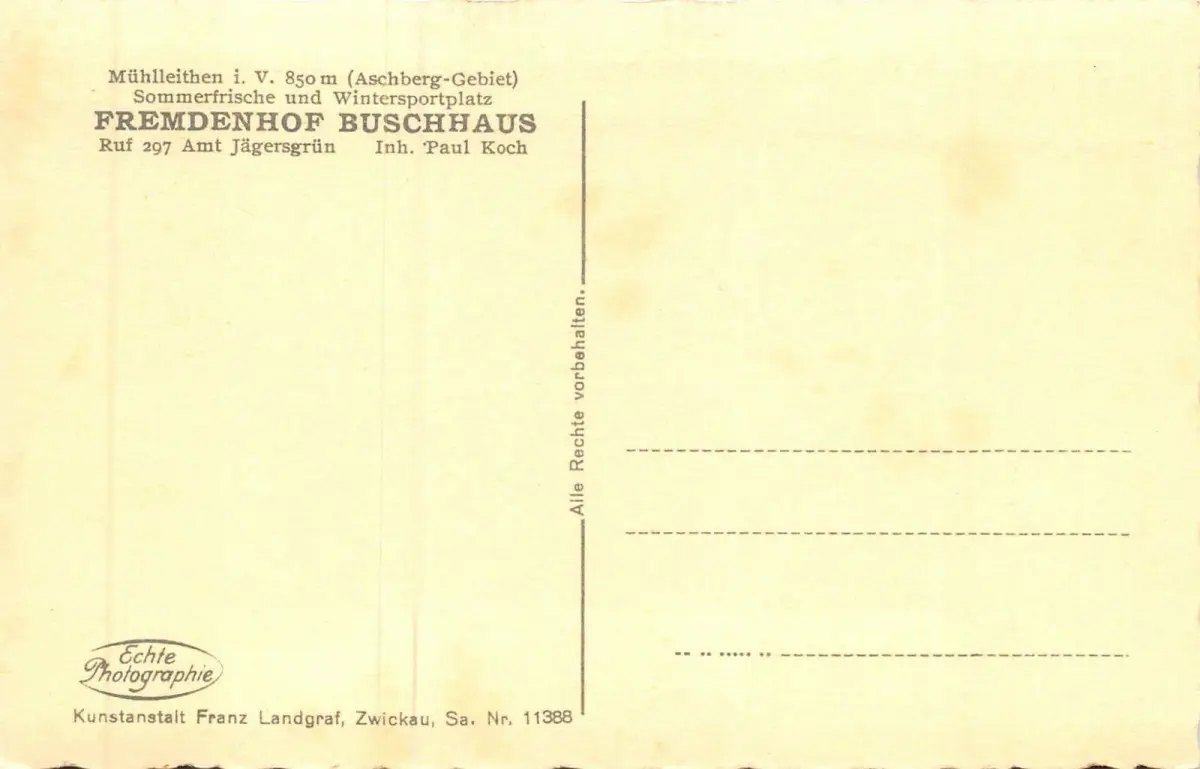 Mühlleithen i. V. 850 m (Aschberg-Gebiet)
Sommerfrische und Wintersportplatz
FREMDENHOF BUSCHHAUS
Ruf 297 Amt Jägersgrün Inh. Paul Koch
Alle Rechte vorbehalten.
Echte
Photographie
Kunstanstalt Franz Landgraf, Zwickau, Sa. Nr. 11388